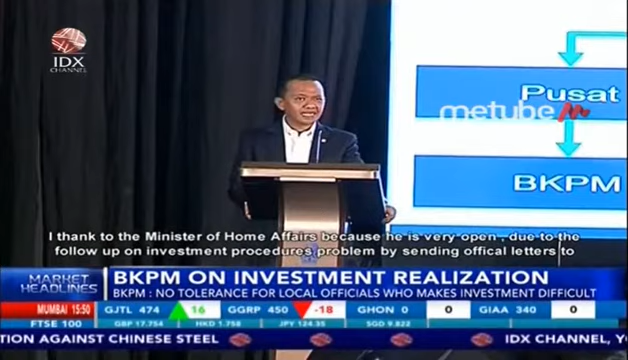 IDX
CHANNEL
Pusat
metube
BKPM
I thank to the Minister of Home Affairs because he is very open , due to the
follow up on investment procedures problem by sending offical letters to
MARKET
HEADLINES
BKPM ON INVESTMENT REALIZATION
BKPM : NO TOLERANCE FOR LOCAL OFFICIALS WHO MAKES INVESTMENT DIFFICULT
MUMBAI 15:50 GJTL 474 16 GGRP 450 -18 GHON 0 0 GIAA 340 0
FTSE 100 GBP 17.754 HKD 1.758 JPY 124.35 SGD 9.822
TION AGAINST CHINESE STEEL IDX CHANNEL, YO